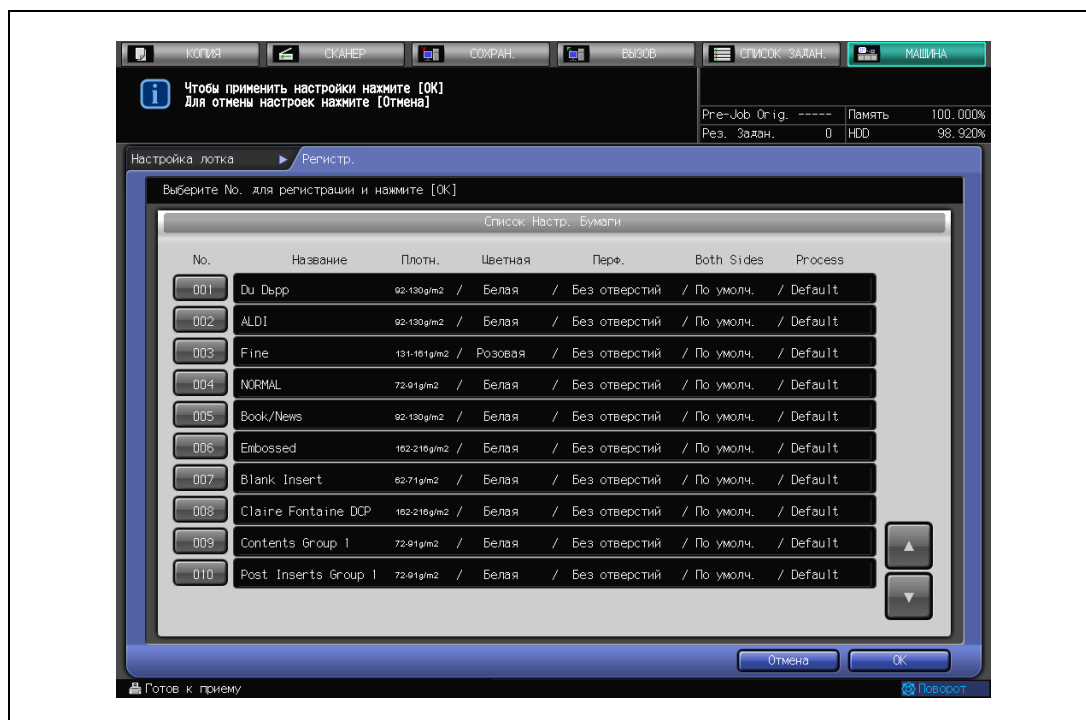 КОПИЯ СКАНЕР СОХРАН. ВЫЗОВ СПИСОК ЗАДАН. МАШИНА
Чтобы применить настройки нажмите [OK]
Для отмены настроек нажмите [Отмена]
Pre-Job Orig. ----- Память 100.000%
Рез. Задан. 0 HDD 98.920%
Настройка лотка Регистр.
Выберите No. для регистрации и нажмите [OK]
Список Настр. Бумаги
No. Название Плотн. Цветная Перф. Both Sides Process
001 Du Dьpp 92-130g/m2 / Белая / Без отверстий / По умолч. / Default
002 ALDI 92-130g/m2 / Белая / Без отверстий / По умолч. / Default
003 Fine 131-161g/m2 / Розовая / Без отверстий / По умолч. / Default
004 NORMAL 72-91g/m2 / Белая / Без отверстий / По умолч. / Default
005 Book/News 92-130g/m2 / Белая / Без отверстий / По умолч. / Default
006 Embossed 162-216g/m2 / Белая / Без отверстий / По умолч. / Default
007 Blank Insert 62-71g/m2 / Белая / Без отверстий / По умолч. / Default
008 Claire Fontaine DCP 162-216g/m2 / Белая / Без отверстий / По умолч. / Default
009 Contents Group 1 72-91g/m2 / Белая / Без отверстий / По умолч. / Default
010 Post Inserts Group 1 72-91g/m2 / Белая / Без отверстий / По умолч. / Default
Отмена OK
Готов к приему Поворот